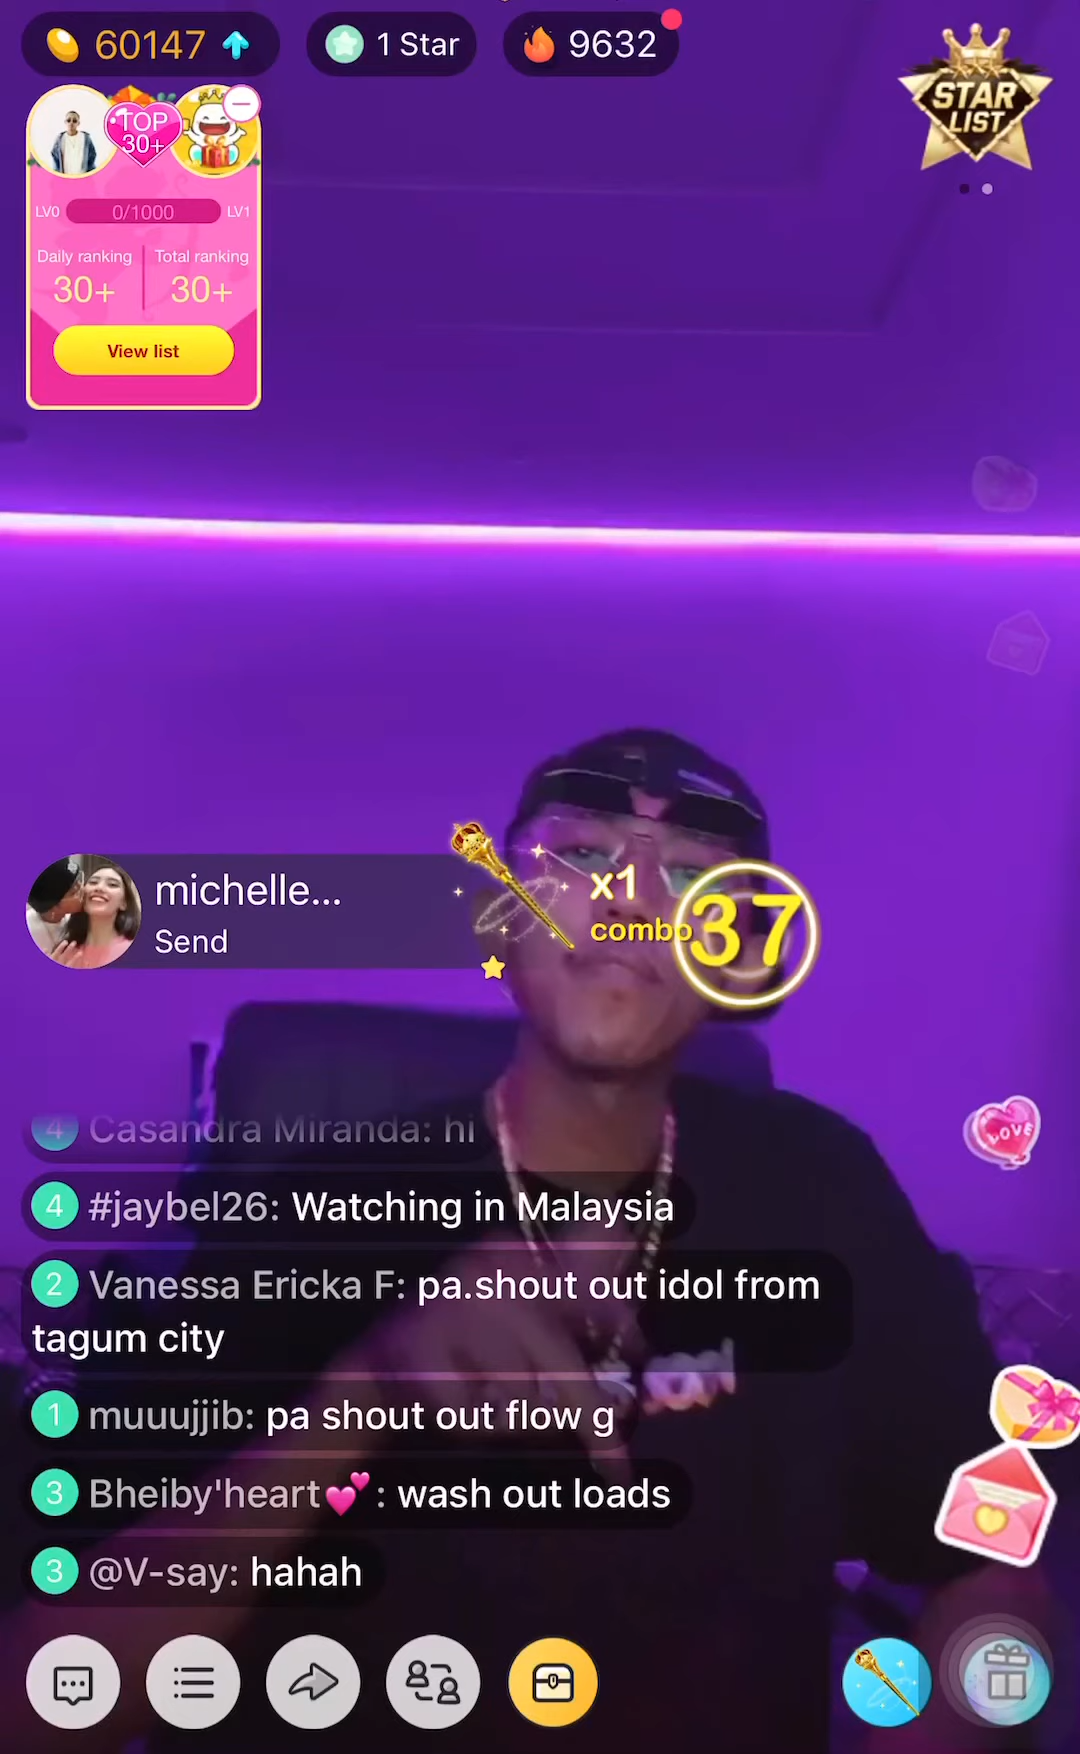 60147
1 Star
9632
STAR
LIST
TOP
30+
LV0
0/1000
LV1
Daily ranking
Total ranking
30+
30+
View list
michelle...
Send
x1
combo
37
4 Casandra Miranda: hi
4 #jaybel26: Watching in Malaysia
2 Vanessa Ericka F: pa.shout out idol from
tagum city
1 muuujjib: pa shout out flow g
3 Bheiby'heart💕: wash out loads
3 @V-say: hahah
LOVE